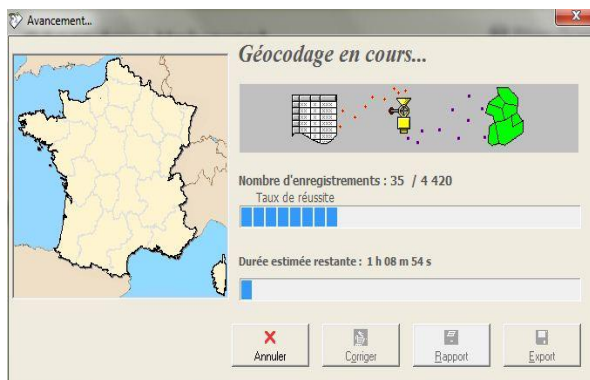 Avancement...
Géocodage en cours...
Nombre d'enregistrements : 35 / 4 420
Taux de réussite
Durée estimée restante : 1 h 08 m 54 s
Annuler
Corriger
Rapport
Export